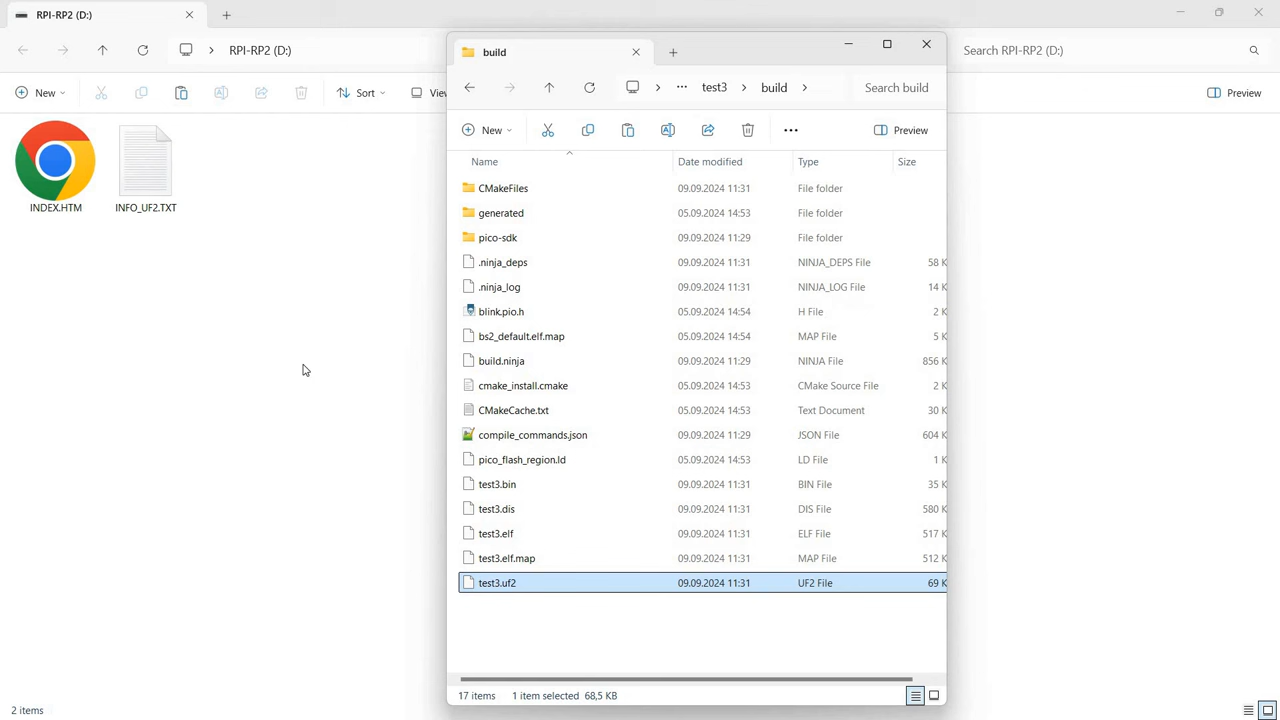 RPI-RP2 (D:)
RPI-RP2 (D:)
Search RPI-RP2 (D:)
New
Sort
View
Preview
INDEX.HTM
INFO_UF2.TXT
2 items
build
test3
build
Search build
New
Preview
Name Date modified Type Size
CMakeFiles 09.09.2024 11:31 File folder
generated 05.09.2024 14:53 File folder
pico-sdk 09.09.2024 11:29 File folder
.ninja_deps 09.09.2024 11:31 NINJA_DEPS File 58 K
.ninja_log 09.09.2024 11:31 NINJA_LOG File 14 K
blink.pio.h 05.09.2024 14:54 H File 2 K
bs2_default.elf.map 05.09.2024 14:54 MAP File 5 K
build.ninja 09.09.2024 11:29 NINJA File 856 K
cmake_install.cmake 05.09.2024 14:53 CMake Source File 2 K
CMakeCache.txt 05.09.2024 14:53 Text Document 30 K
compile_commands.json 09.09.2024 11:29 JSON File 604 K
pico_flash_region.ld 05.09.2024 14:53 LD File 1 K
test3.bin 09.09.2024 11:31 BIN File 35 K
test3.dis 09.09.2024 11:31 DIS File 580 K
test3.elf 09.09.2024 11:31 ELF File 517 K
test3.elf.map 09.09.2024 11:31 MAP File 512 K
test3.uf2 09.09.2024 11:31 UF2 File 69 K
17 items 1 item selected 68,5 KB